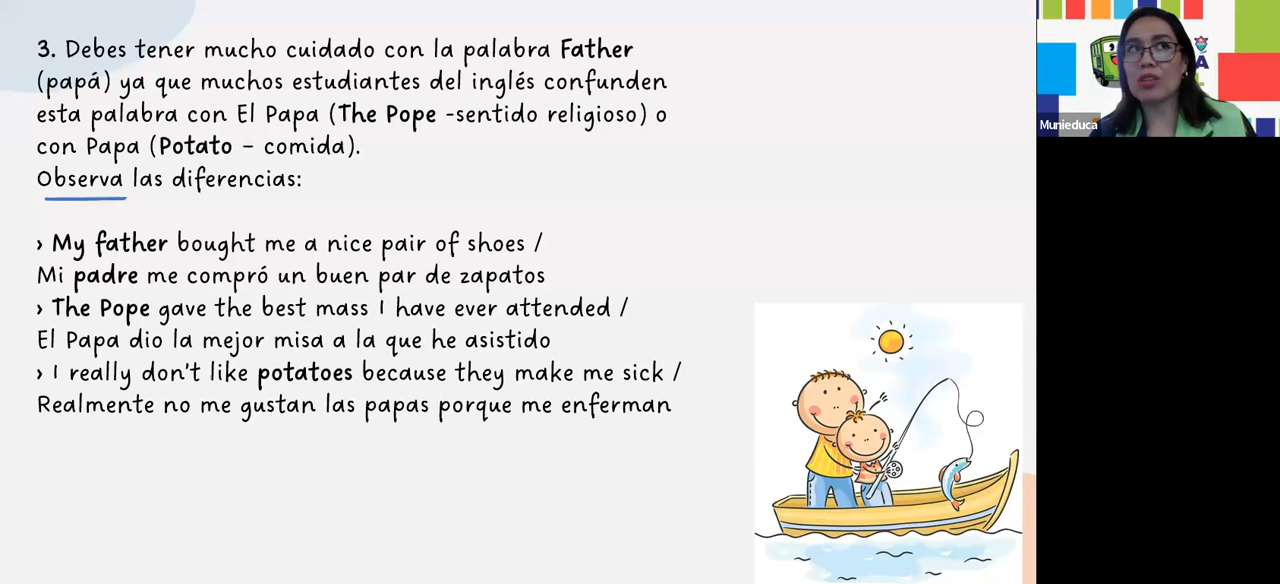 3. Debes tener mucho cuidado con la palabra Father
(papá) ya que muchos estudiantes del inglés confunden
esta palabra con El Papa (The Pope -sentido religioso) o
con Papa (Potato – comida).
Observa las diferencias:
› My father bought me a nice pair of shoes /
Mi padre me compró un buen par de zapatos
› The Pope gave the best mass I have ever attended /
El Papa dio la mejor misa a la que he asistido
› I really don't like potatoes because they make me sick /
Realmente no me gustan las papas porque me enferman
Munieduca